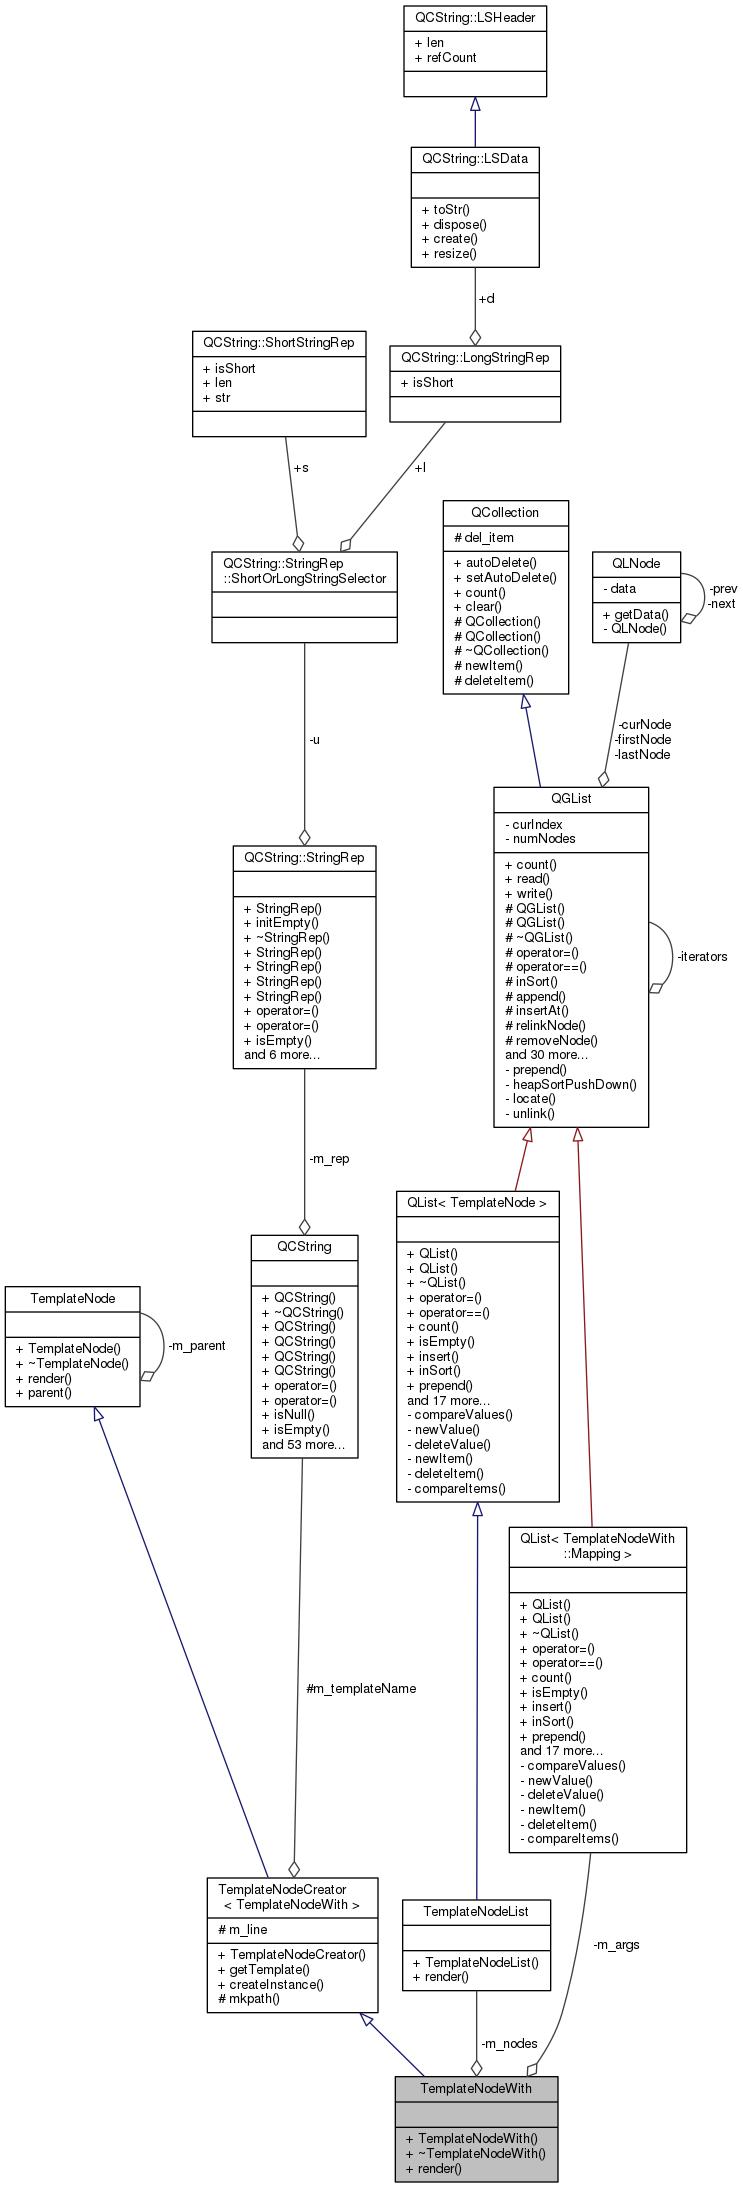 QCString::LSHeader
+ len
+ refCount
QCString::LSData
+ toStr()
+ dispose()
+ create()
+ resize()
+d
QCString::ShortStringRep
+ isShort
+ len
+ str
QCString::LongStringRep
+ isShort
+s
+l
QCString::StringRep
::ShortOrLongStringSelector
QCollection
# del_item
+ autoDelete()
+ setAutoDelete()
+ count()
+ clear()
# QCollection()
# QCollection()
# ~QCollection()
# newItem()
# deleteItem()
QLNode
- data
+ getData()
- QLNode()
-prev
-next
-u
-curNode
-firstNode
-lastNode
QGList
- curIndex
- numNodes
+ count()
+ read()
+ write()
# QGList()
# QGList()
# ~QGList()
# operator=()
# operator==()
# inSort()
# append()
# insertAt()
# relinkNode()
# removeNode()
and 30 more...
- prepend()
- heapSortPushDown()
- locate()
- unlink()
-iterators
QCString::StringRep
+ StringRep()
+ initEmpty()
+ ~StringRep()
+ StringRep()
+ StringRep()
+ StringRep()
+ StringRep()
+ operator=()
+ operator=()
+ isEmpty()
and 6 more...
-m_rep
QList< TemplateNode >
+ QList()
+ QList()
+ ~QList()
+ operator=()
+ operator==()
+ count()
+ isEmpty()
+ insert()
+ inSort()
+ prepend()
and 17 more...
- compareValues()
- newValue()
- deleteValue()
- newItem()
- deleteItem()
- compareItems()
QCString
+ QCString()
+ ~QCString()
+ QCString()
+ QCString()
+ QCString()
+ QCString()
+ operator=()
+ operator=()
+ isNull()
+ isEmpty()
and 53 more...
TemplateNode
+ TemplateNode()
+ ~TemplateNode()
+ render()
+ parent()
-m_parent
QList< TemplateNodeWith
::Mapping >
+ QList()
+ QList()
+ ~QList()
+ operator=()
+ operator==()
+ count()
+ isEmpty()
+ insert()
+ inSort()
+ prepend()
and 17 more...
- compareValues()
- newValue()
- deleteValue()
- newItem()
- deleteItem()
- compareItems()
#m_templateName
TemplateNodeCreator
< TemplateNodeWith >
# m_line
+ TemplateNodeCreator()
+ getTemplate()
+ createInstance()
# mkpath()
TemplateNodeList
+ TemplateNodeList()
+ render()
-m_args
-m_nodes
TemplateNodeWith
+ TemplateNodeWith()
+ ~TemplateNodeWith()
+ render()